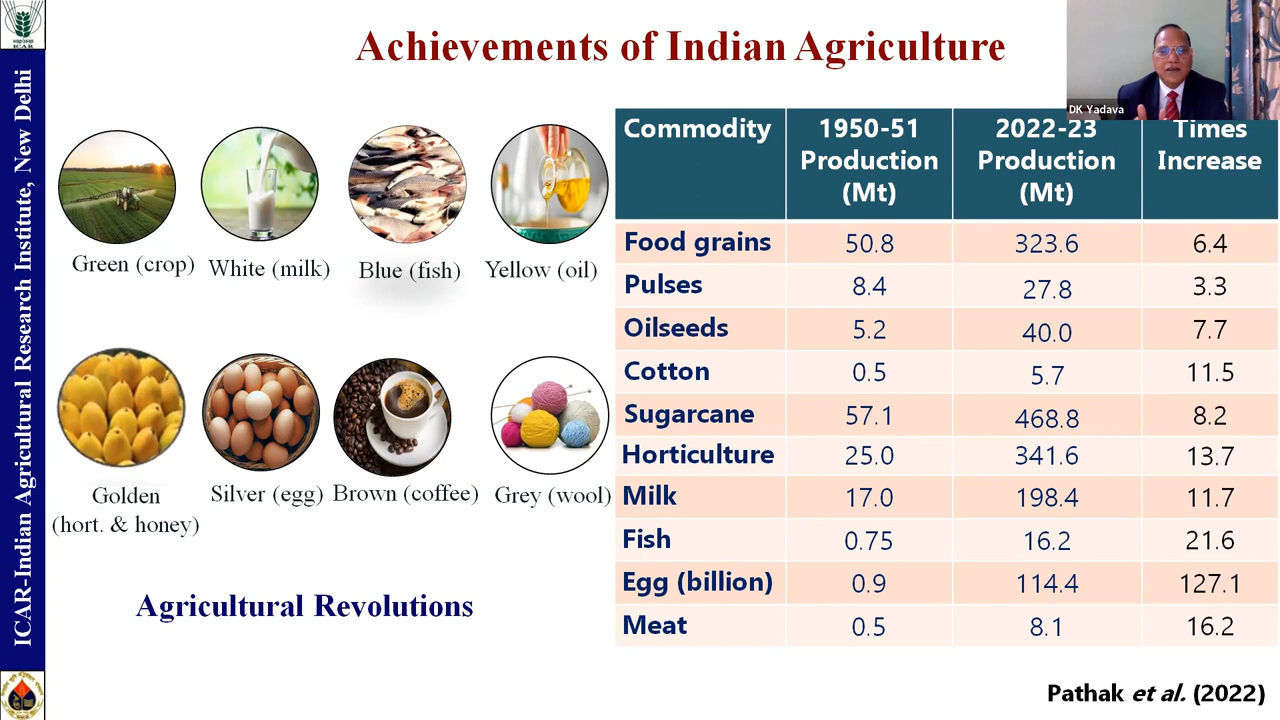 Achievements of Indian Agriculture
DK Yadava
ICAR
ICAR-Indian Agricultural Research Institute, New Delhi
Green (crop)
White (milk)
Blue (fish)
Yellow (oil)
Golden
(hort. & honey)
Silver (egg)
Brown (coffee)
Grey (wool)
Agricultural Revolutions
Commodity 1950-51 Production (Mt) 2022-23 Production (Mt) Times Increase
Food grains 50.8 323.6 6.4
Pulses 8.4 27.8 3.3
Oilseeds 5.2 40.0 7.7
Cotton 0.5 5.7 11.5
Sugarcane 57.1 468.8 8.2
Horticulture 25.0 341.6 13.7
Milk 17.0 198.4 11.7
Fish 0.75 16.2 21.6
Egg (billion) 0.9 114.4 127.1
Meat 0.5 8.1 16.2
Pathak et al. (2022)